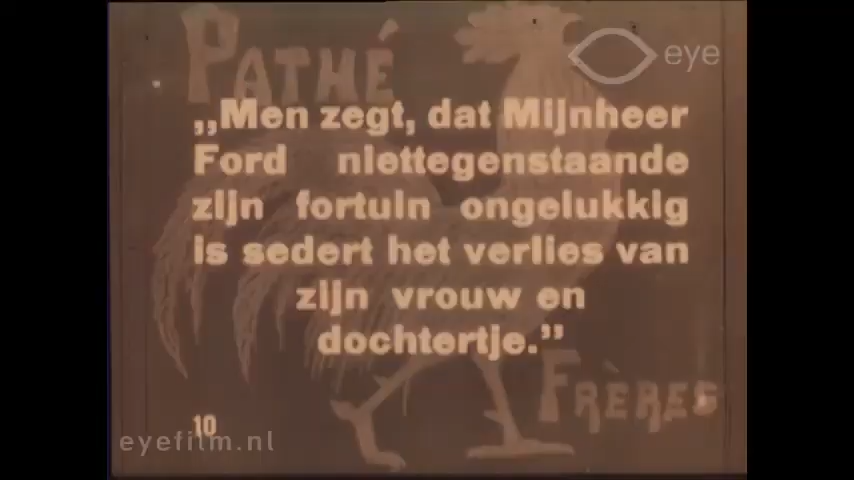 PATHÉ
eye
„Men zegt, dat Mijnheer
Ford niettegenstaande
zijn fortuin ongelukkig
is sedert het verlies van
zijn vrouw en
dochtertje.”
FRÈRES
10
eyefilm.nl